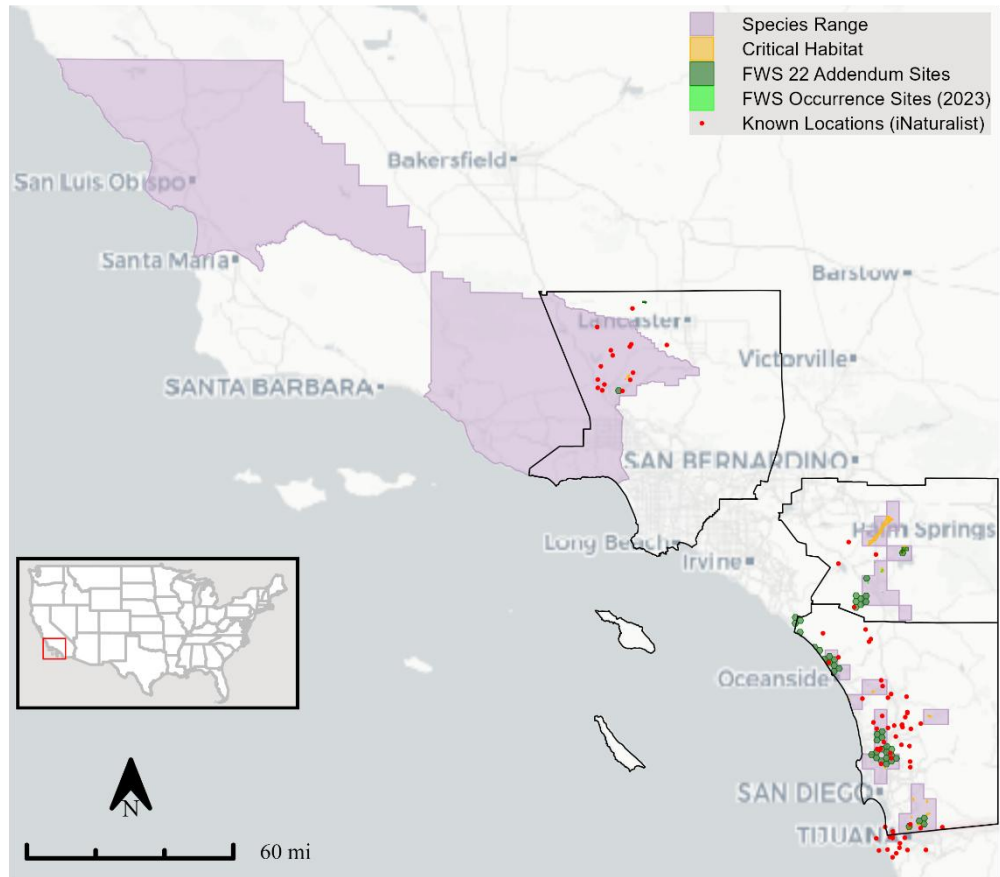 Species Range
Critical Habitat
FWS 22 Addendum Sites
FWS Occurrence Sites (2023)
Known Locations (iNaturalist)
Bakersfield
San Luis Obispo
Santa Maria
Barstow
Lancaster
Victorville
SANTA BARBARA
SAN BERNARDINO
Palm Springs
Long Beach
Irvine
Oceanside
SAN DIEGO
TIJUANA
N
60 mi